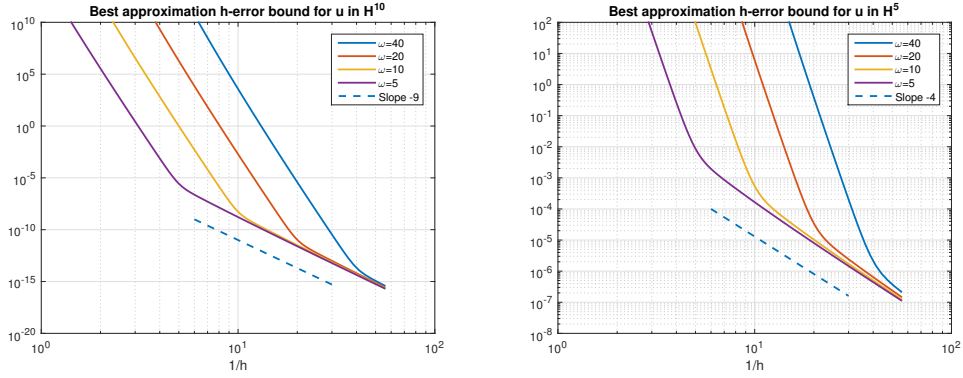 Best approximation h-error bound for u in H^10
10^10
10^5
10^0
10^-5
10^-10
10^-15
10^-20
ω=40
ω=20
ω=10
ω=5
Slope -9
10^0
10^1
10^2
1/h
Best approximation h-error bound for u in H^5
10^2
10^1
10^0
10^-1
10^-2
10^-3
10^-4
10^-5
10^-6
10^-7
10^-8
ω=40
ω=20
ω=10
ω=5
Slope -4
10^0
10^1
10^2
1/h